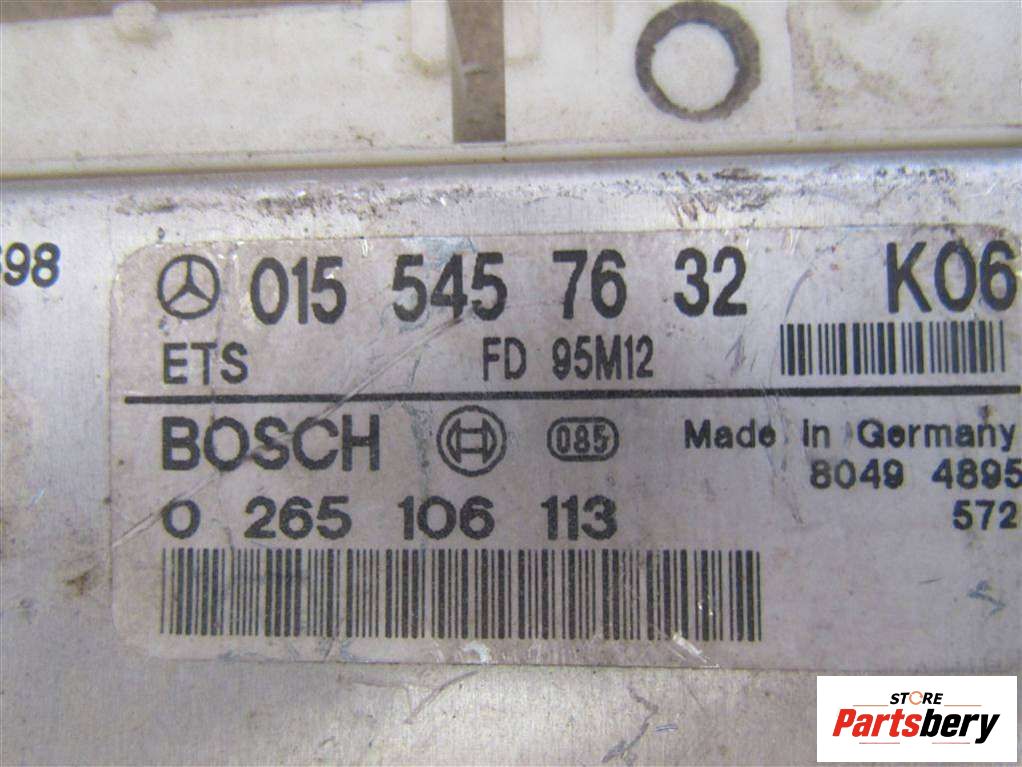 98
015 545 76 32 K06
ETS FD 95M12
BOSCH 085 Made in Germany
8049 4895
0 265 106 113
572
STORE
Partsbery